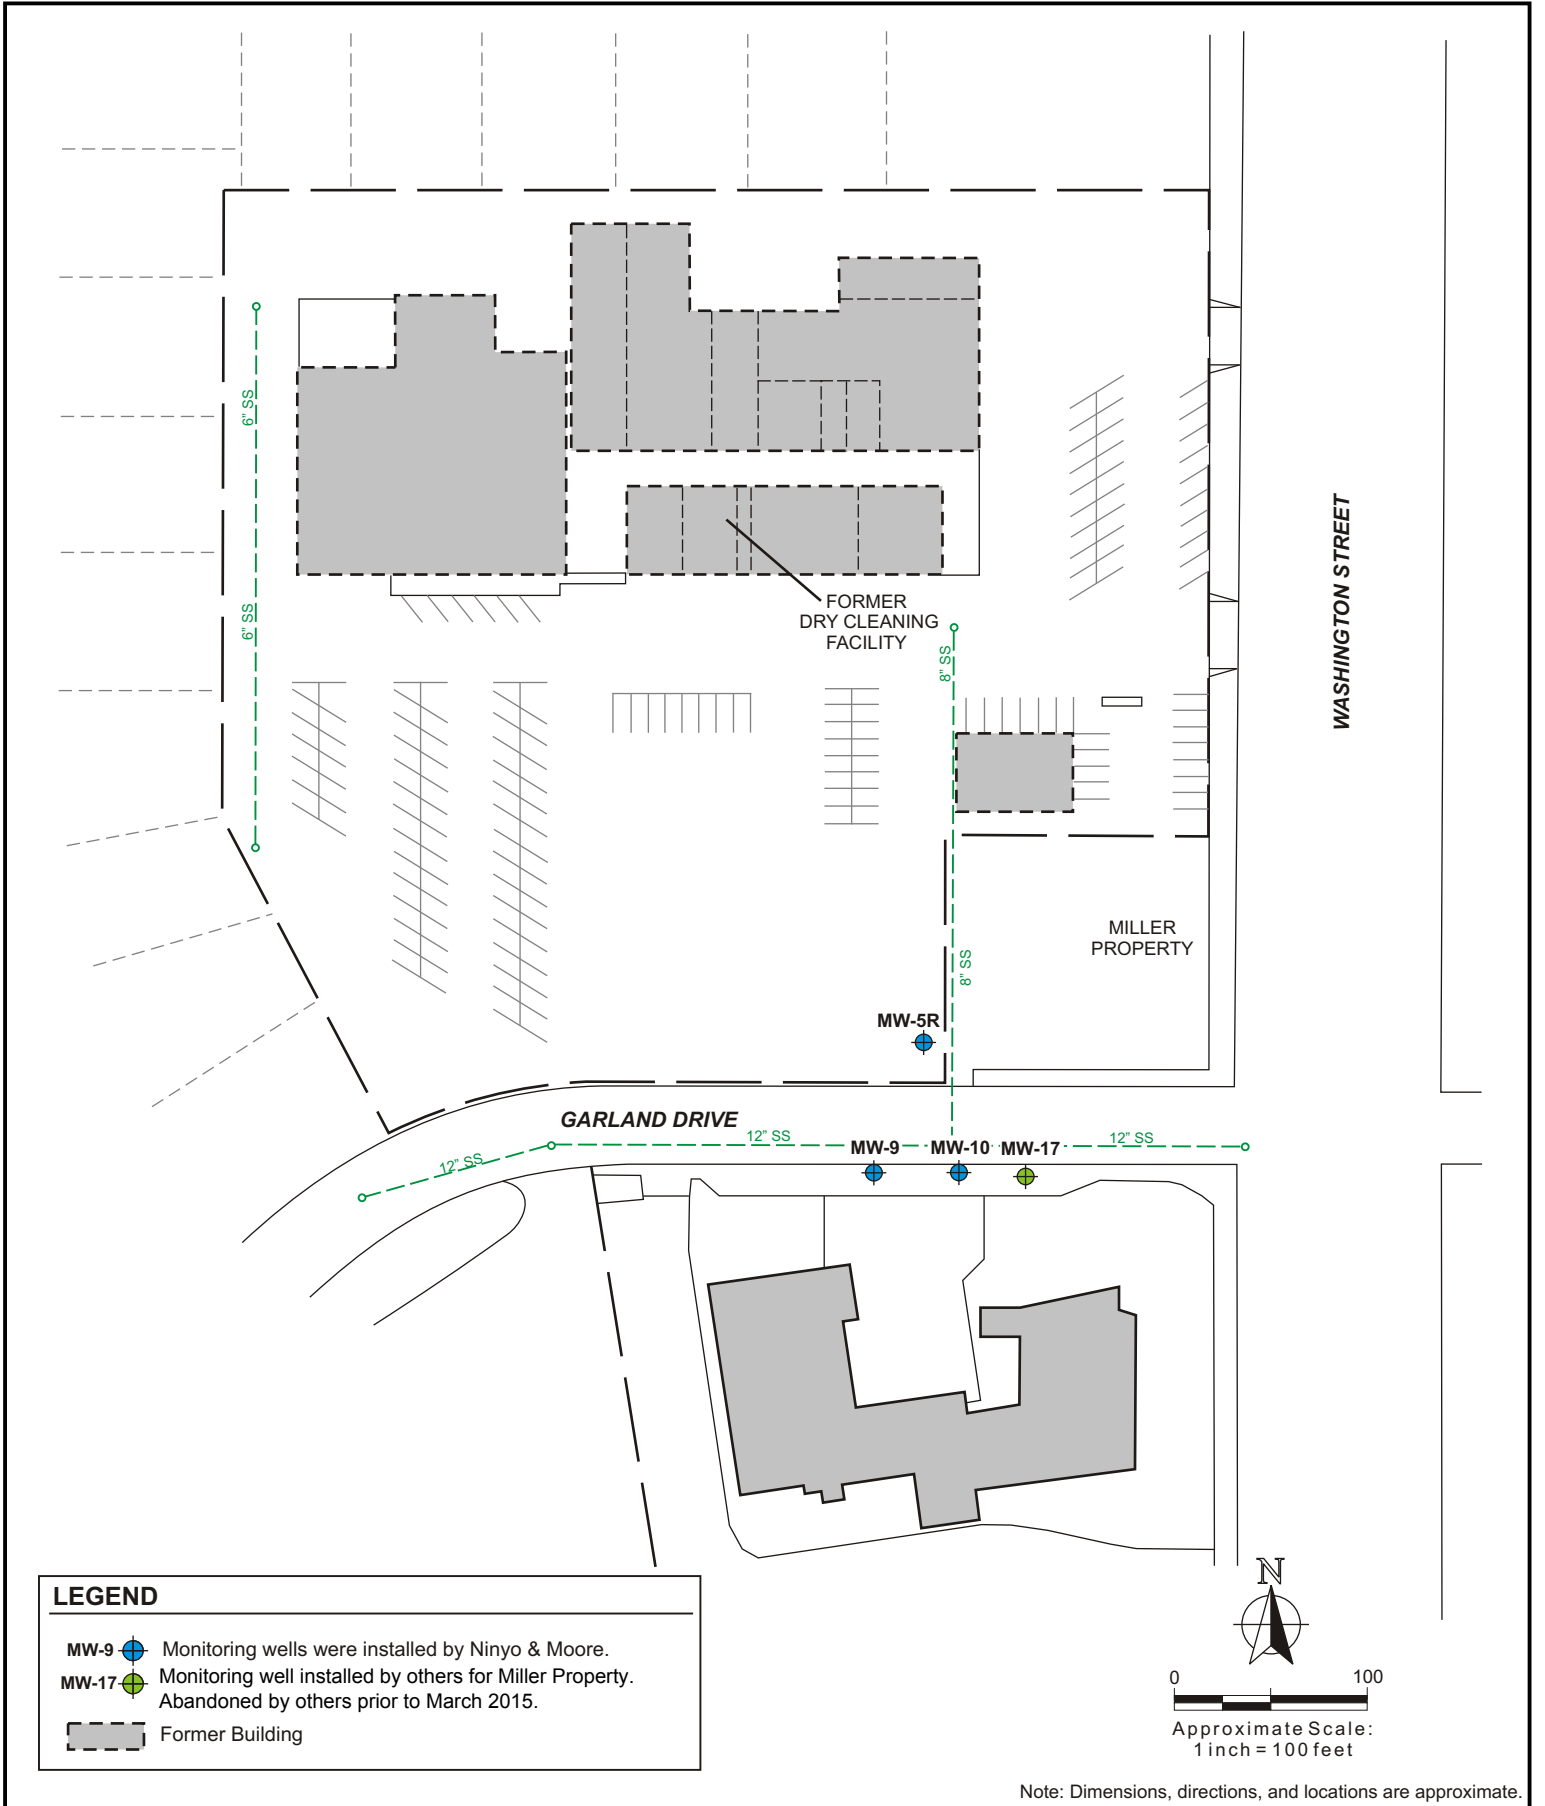 6" SS
6" SS
FORMER
DRY CLEANING
FACILITY
8" SS
WASHINGTON STREET
MILLER
PROPERTY
8" SS
MW-5R
GARLAND DRIVE
12" SS
12" SS
12" SS
MW-9
MW-10
MW-17
LEGEND
MW-9 Monitoring wells were installed by Ninyo & Moore.
MW-17 Monitoring well installed by others for Miller Property.
Abandoned by others prior to March 2015.
Former Building
N
0 100
Approximate Scale:
1 inch = 100 feet
Note: Dimensions, directions, and locations are approximate.